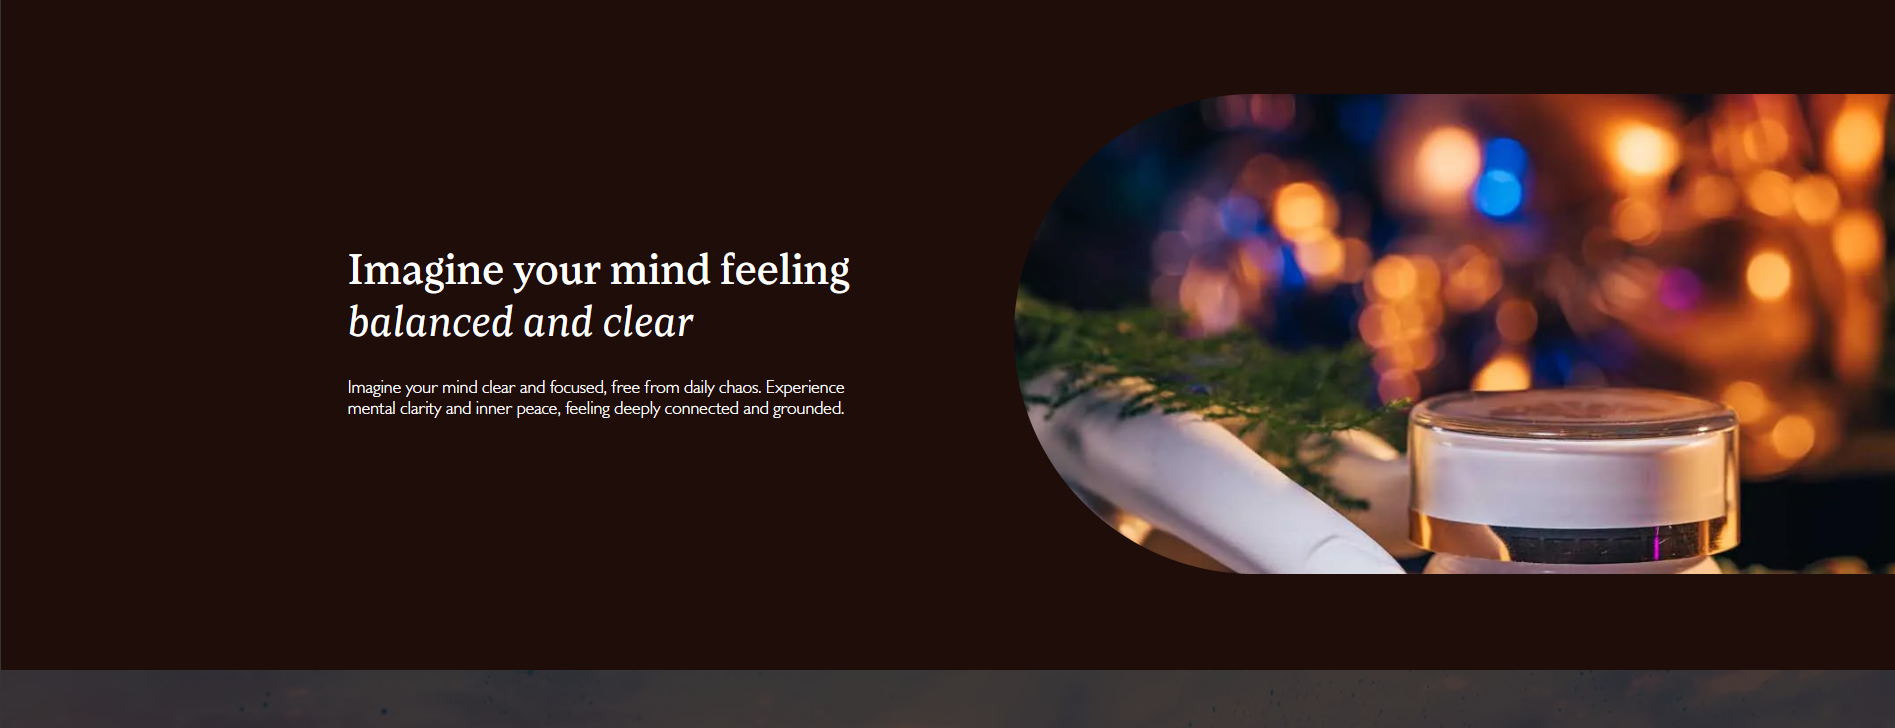 Imagine your mind feeling
balanced and clear
Imagine your mind clear and focused, free from daily chaos. Experience
mental clarity and inner peace, feeling deeply connected and grounded.